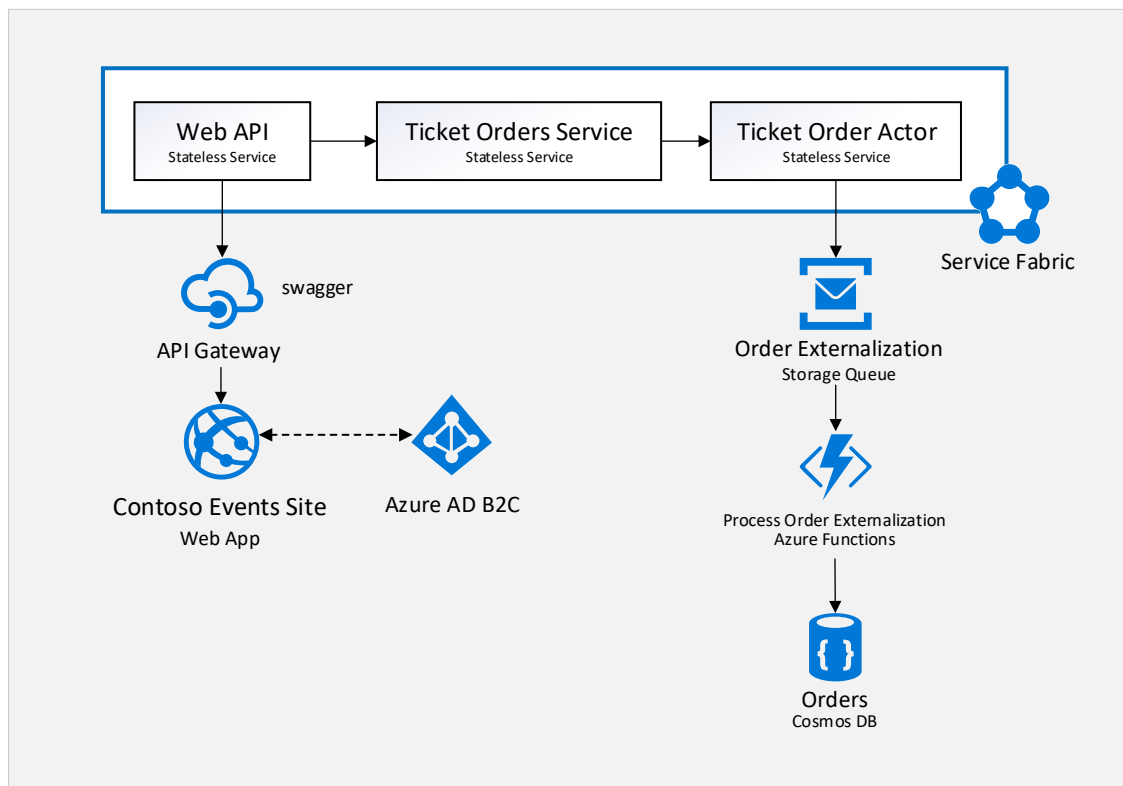 Web API
Stateless Service
Ticket Orders Service
Stateless Service
Ticket Order Actor
Stateless Service
Service Fabric
swagger
API Gateway
Order Externalization
Storage Queue
Contoso Events Site
Web App
Azure AD B2C
Process Order Externalization
Azure Functions
{ }
Orders
Cosmos DB